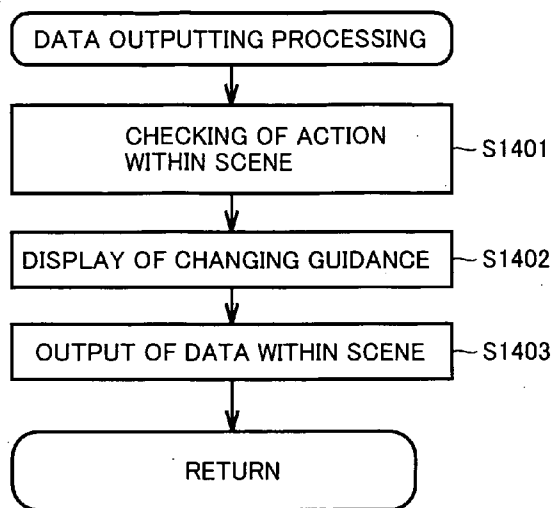 DATA OUTPUTTING PROCESSING
CHECKING OF ACTION
WITHIN SCENE
S1401
DISPLAY OF CHANGING GUIDANCE
S1402
OUTPUT OF DATA WITHIN SCENE
S1403
RETURN